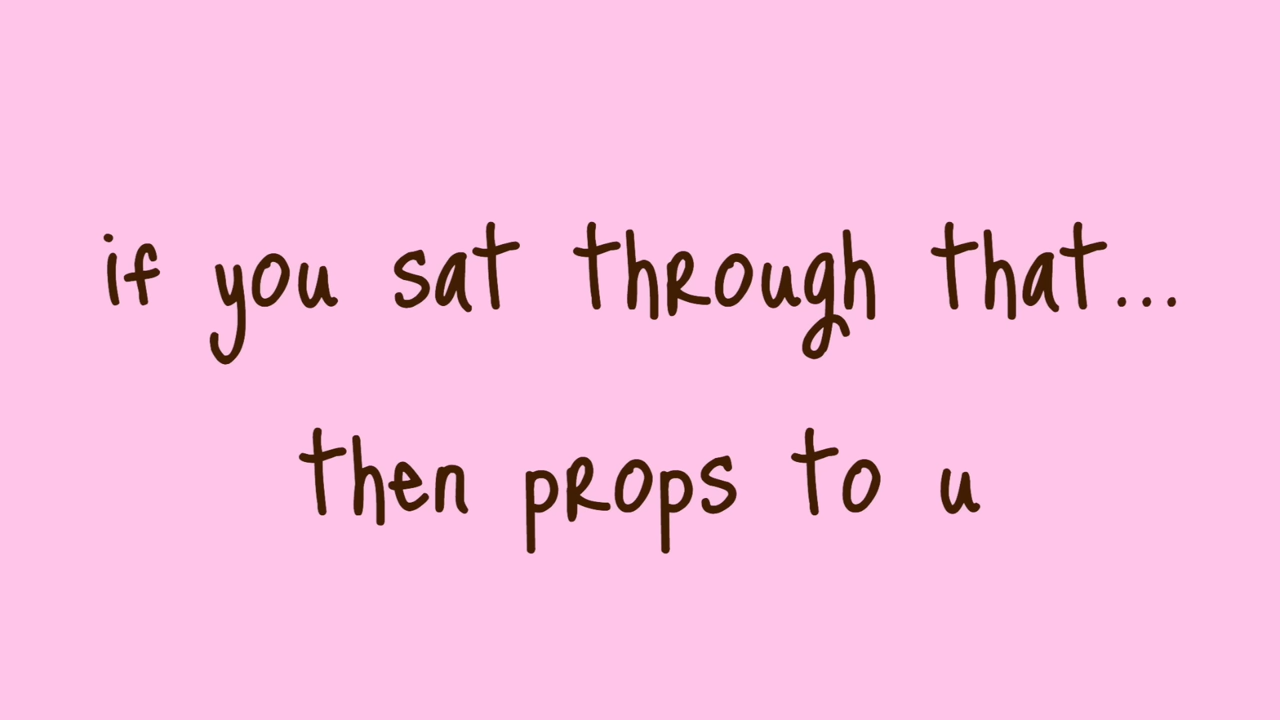 if you sat through that...
then props to u